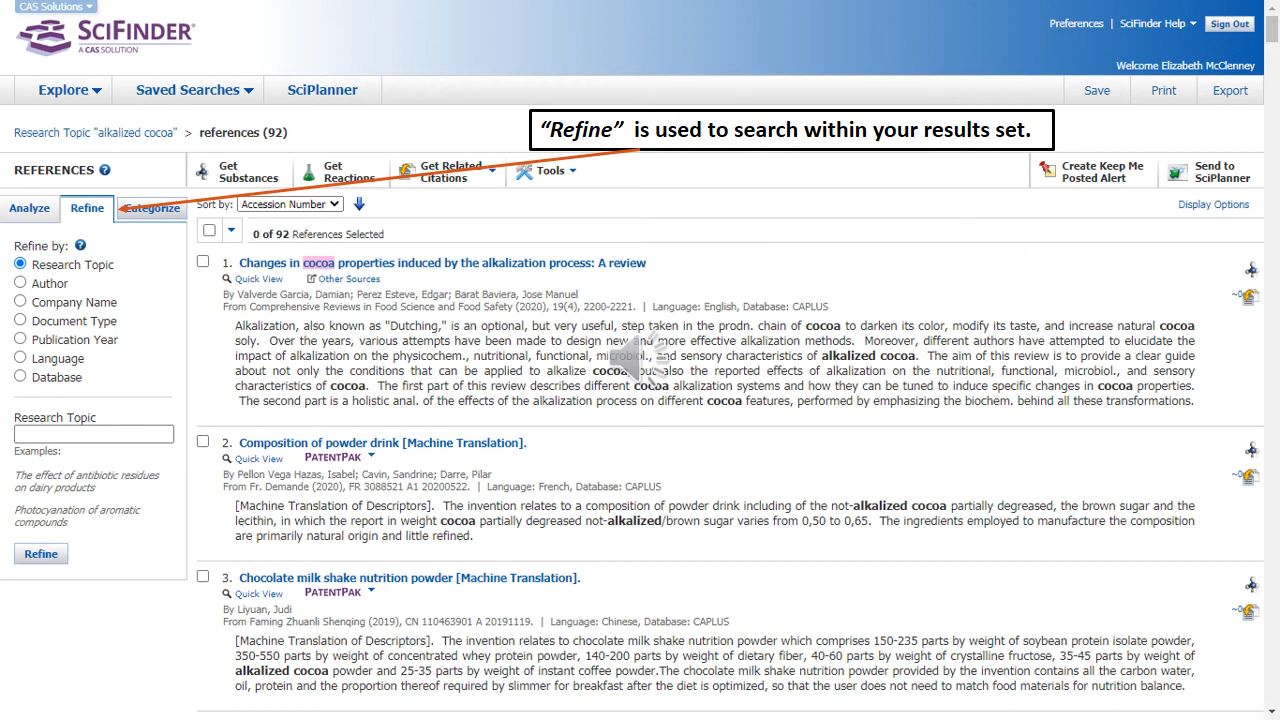 CAS Solutions
SCIFINDER®
A CAS SOLUTION
Preferences | SciFinder Help Sign Out
Welcome Elizabeth McClenney
Explore Saved Searches SciPlanner Save Print Export
Research Topic "alkalized cocoa" > references (92)
“Refine” is used to search within your results set.
REFERENCES ?
Get Substances
Get Reactions
Get Related Citations
Tools
Create Keep Me Posted Alert
Send to SciPlanner
Analyze Refine Categorize
Sort by: Accession Number
Display Options
0 of 92 References Selected
Refine by: ?
Research Topic
Author
Company Name
Document Type
Publication Year
Language
Database
Research Topic
Examples:
The effect of antibiotic residues
on dairy products
Photocyanation of aromatic
compounds
Refine
1. Changes in cocoa properties induced by the alkalization process: A review
Quick View Other Sources
By Valverde Garcia, Damian; Perez Esteve, Edgar; Barat Baviera, Jose Manuel
From Comprehensive Reviews in Food Science and Food Safety (2020), 19(4), 2200-2221. | Language: English, Database: CAPLUS
Alkalization, also known as "Dutching," is an optional, but very useful, step taken in the prodn. chain of cocoa to darken its color, modify its taste, and increase natural cocoa
soly. Over the years, various attempts have been made to design new and more effective alkalization methods. Moreover, different authors have attempted to elucidate the
impact of alkalization on the physicochem., nutritional, functional, microbiol., and sensory characteristics of alkalized cocoa. The aim of this review is to provide a clear guide
about not only the conditions that can be applied to alkalize cocoa, but also the reported effects of alkalization on the nutritional, functional, microbiol., and sensory
characteristics of cocoa. The first part of this review describes different cocoa alkalization systems and how they can be tuned to induce specific changes in cocoa properties.
The second part is a holistic anal. of the effects of the alkalization process on different cocoa features, performed by emphasizing the biochem. behind all these transformations.
~0
2. Composition of powder drink [Machine Translation].
Quick View PATENTPAK
By Pellon Vega Hazas, Isabel; Cavin, Sandrine; Darre, Pilar
From Fr. Demande (2020), FR 3088521 A1 20200522. | Language: French, Database: CAPLUS
[Machine Translation of Descriptors]. The invention relates to a composition of powder drink including of the not-alkalized cocoa partially degreased, the brown sugar and the
lecithin, in which the report in weight cocoa partially degreased not-alkalized/brown sugar varies from 0,50 to 0,65. The ingredients employed to manufacture the composition
are primarily natural origin and little refined.
~0
3. Chocolate milk shake nutrition powder [Machine Translation].
Quick View PATENTPAK
By Liyuan, Judi
From Faming Zhuanli Shenqing (2019), CN 110463901 A 20191119. | Language: Chinese, Database: CAPLUS
[Machine Translation of Descriptors]. The invention relates to chocolate milk shake nutrition powder which comprises 150-235 parts by weight of soybean protein isolate powder,
350-550 parts by weight of concentrated whey protein powder, 140-200 parts by weight of dietary fiber, 40-60 parts by weight of crystalline fructose, 35-45 parts by weight of
alkalized cocoa powder and 25-35 parts by weight of instant coffee powder.The chocolate milk shake nutrition powder provided by the invention contains all the carbon water,
oil, protein and the proportion thereof required by slimmer for breakfast after the diet is optimized, so that the user does not need to match food materials for nutrition balance.
~0